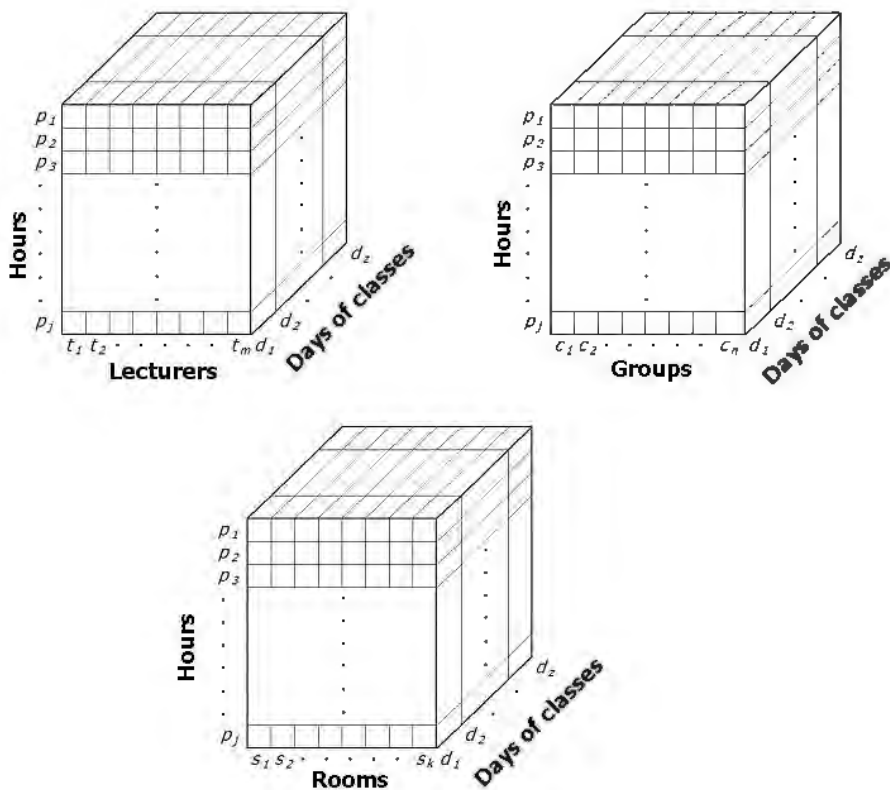 p1
p2
p3
Hours
pj
t1 t2 tm d1
d2
dz
Lecturers
Days of classes
p1
p2
p3
Hours
pj
c1 c2 cn d1
d2
dz
Groups
Days of classes
p1
p2
p3
Hours
pj
s1 s2 sk d1
d2
dz
Rooms
Days of classes